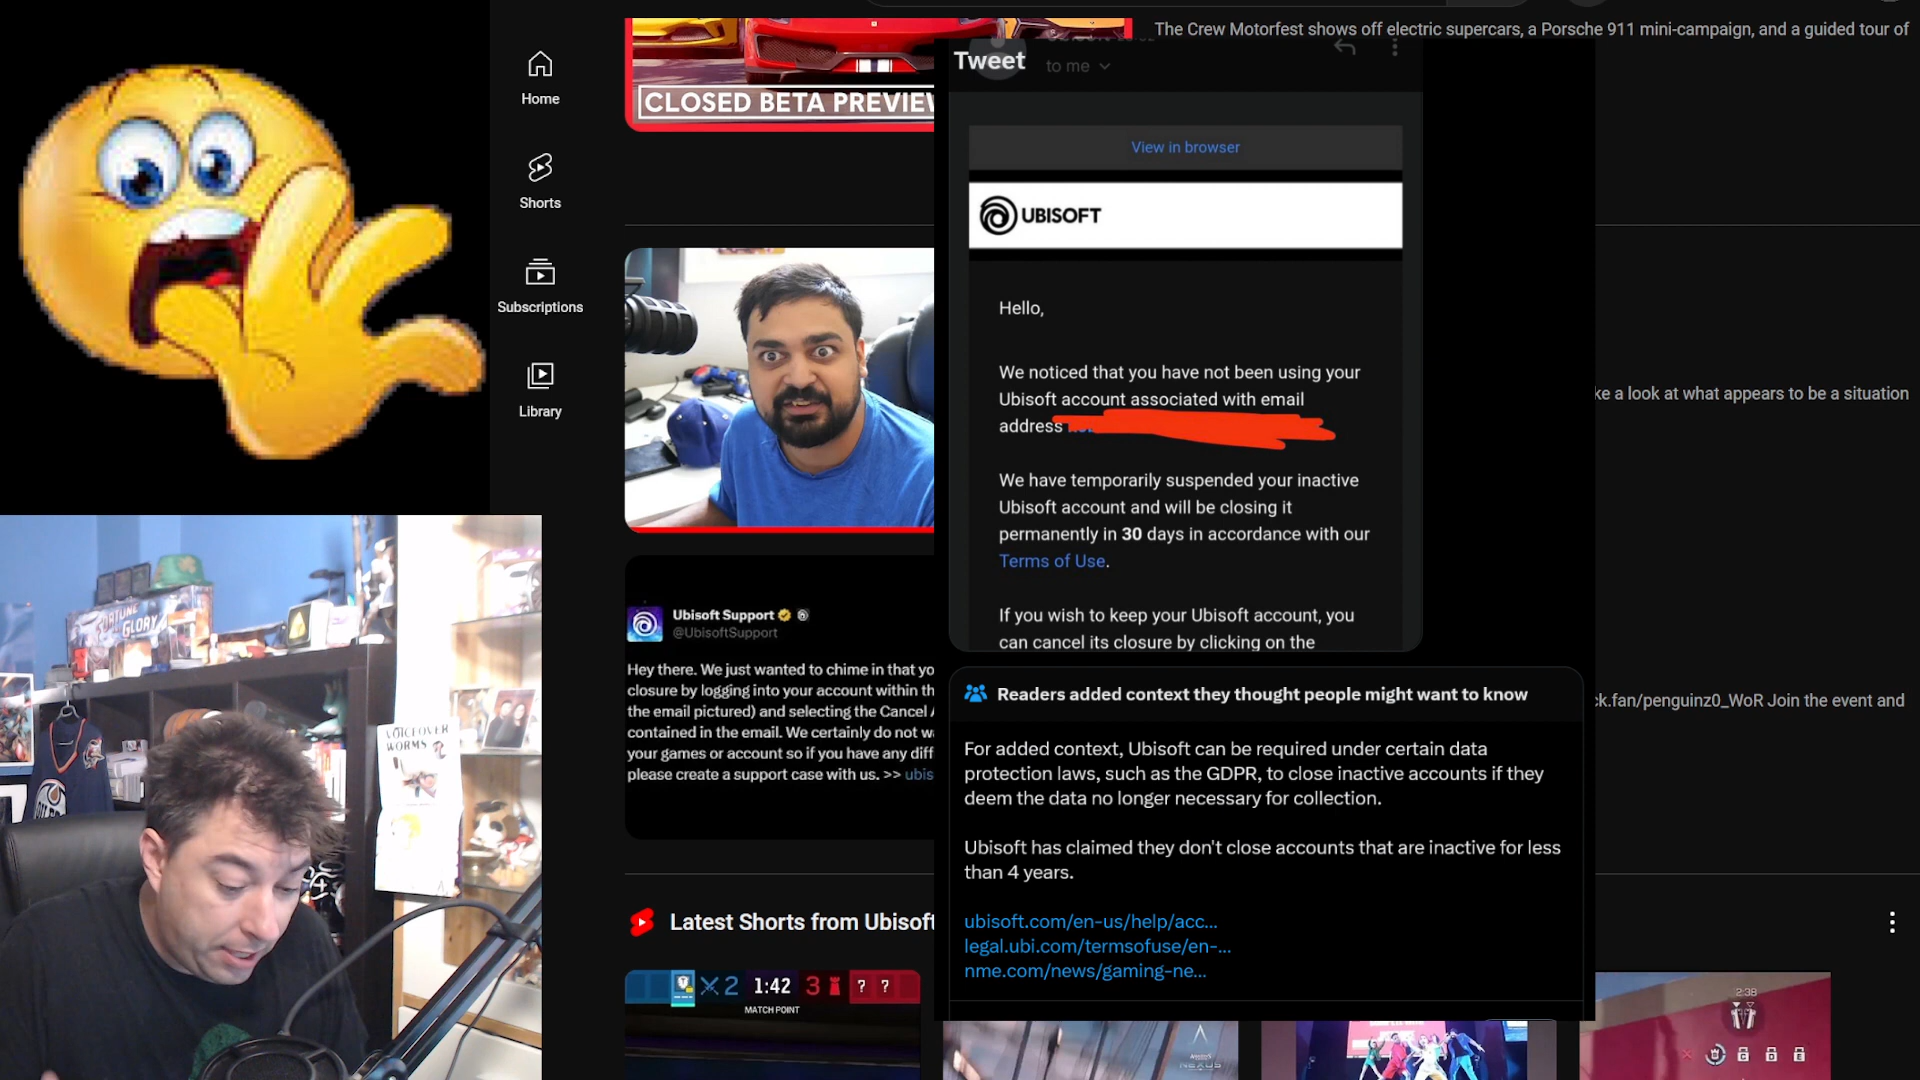 The Crew Motorfest shows off electric supercars, a Porsche 911 mini-campaign, and a guided tour of
Home
Shorts
Subscriptions
Library
CLOSED BETA PREVIEW
Tweet
to me
View in browser
UBISOFT
Hello,
We noticed that you have not been using your
Ubisoft account associated with email
address
We have temporarily suspended your inactive
Ubisoft account and will be closing it
permanently in 30 days in accordance with our
Terms of Use.
If you wish to keep your Ubisoft account, you
can cancel its closure by clicking on the
ke a look at what appears to be a situation
Ubisoft Support
@UbisoftSupport
Hey there. We just wanted to chime in that yo
closure by logging into your account within th
the email pictured) and selecting the Cancel A
contained in the email. We certainly do not w
your games or account so if you have any diff
please create a support case with us. >> ubis
Readers added context they thought people might want to know
For added context, Ubisoft can be required under certain data
protection laws, such as the GDPR, to close inactive accounts if they
deem the data no longer necessary for collection.
Ubisoft has claimed they don't close accounts that are inactive for less
than 4 years.
ubisoft.com/en-us/help/acc...
legal.ubi.com/termsofuse/en-...
nme.com/news/gaming-ne...
ck.fan/penguinz0_WoR Join the event and
Latest Shorts from Ubisoft
2 1:42 3 ? ?
MATCH POINT
2:38
NEXUS
FORTUNE
GLORY
VOICEOVER
WORMS